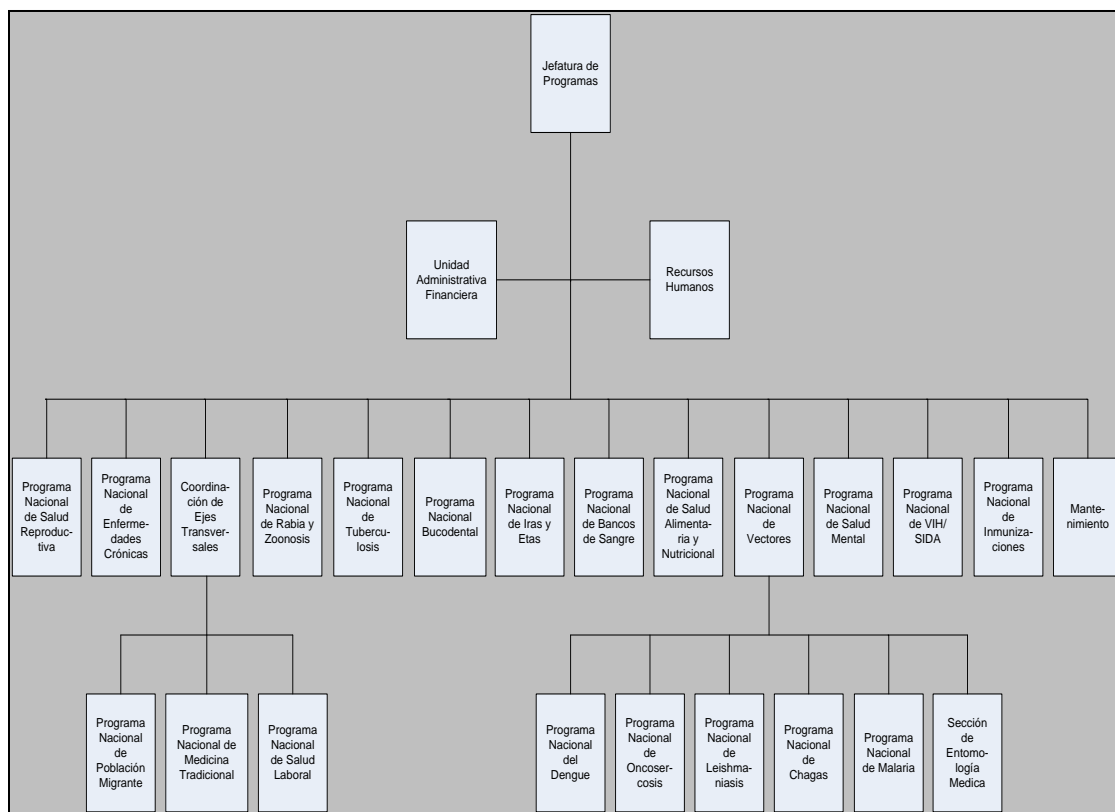 Jefatura de
Programas
Unidad
Administrativa
Financiera
Recursos
Humanos
Programa
Nacional
de Salud
Reproduc-
tiva
Programa
Nacional
de
Enferme-
dades
Crónicas
Coordina-
ción de
Ejes
Transver-
sales
Programa
Nacional
de Rabia y
Zoonosis
Programa
Nacional
de
Tubercu-
losis
Programa
Nacional
Bucodental
Programa
Nacional
de Iras y
Etas
Programa
Nacional
de Bancos
de Sangre
Programa
Nacional
de Salud
Alimenta-
ria y
Nutricional
Programa
Nacional
de
Vectores
Programa
Nacional
de Salud
Mental
Programa
Nacional
de VIH/
SIDA
Programa
Nacional
de
Inmuniza-
ciones
Mante-
nimiento
Programa
Nacional
de
Población
Migrante
Programa
Nacional de
Medicina
Tradicional
Programa
Nacional
de Salud
Laboral
Programa
Nacional
del
Dengue
Programa
Nacional
de
Oncoser-
cosis
Programa
Nacional
de
Leishma-
niasis
Programa
Nacional
de
Chagas
Programa
Nacional
de Malaria
Sección
de
Entomo-
logía
Medica